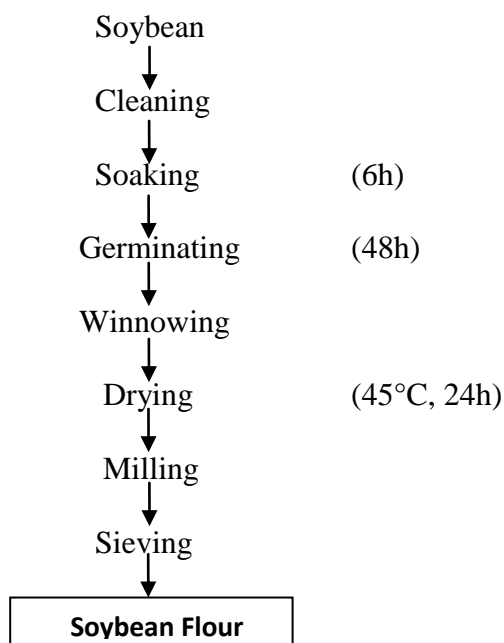 Soybean
Cleaning
Soaking (6h)
Germinating (48h)
Winnowing
Drying (45°C, 24h)
Milling
Sieving
Soybean Flour